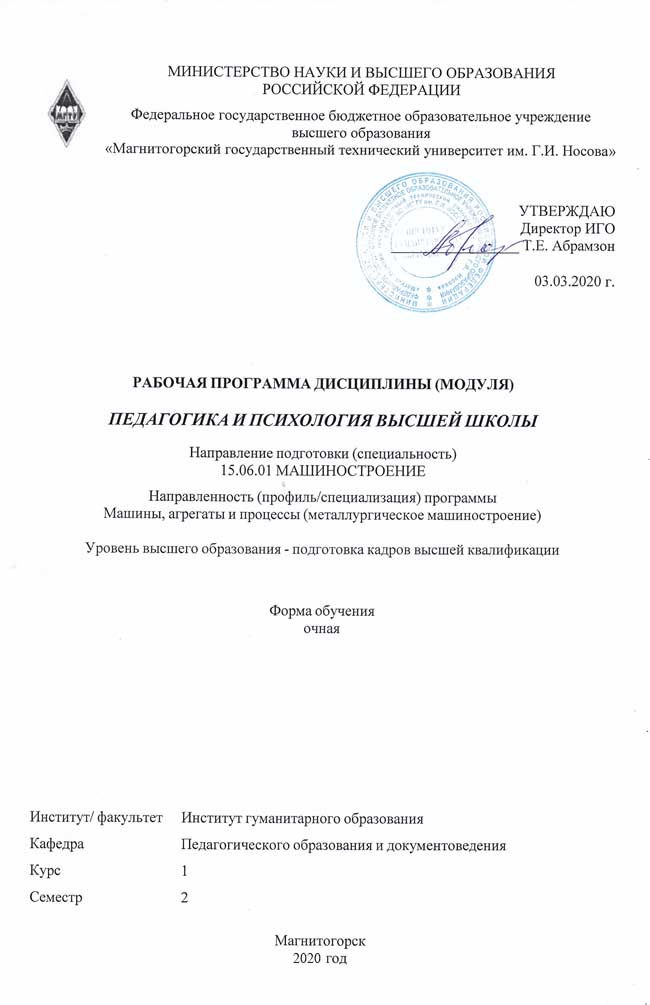 МИНИСТЕРСТВО НАУКИ И ВЫСШЕГО ОБРАЗОВАНИЯ
РОССИЙСКОЙ ФЕДЕРАЦИИ
Федеральное государственное бюджетное образовательное учреждение
высшего образования
«Магнитогорский государственный технический университет им. Г.И. Носова»
УТВЕРЖДАЮ
Директор ИГО
Т.Е. Абрамзон
03.03.2020 г.
РАБОЧАЯ ПРОГРАММА ДИСЦИПЛИНЫ (МОДУЛЯ)
ПЕДАГОГИКА И ПСИХОЛОГИЯ ВЫСШЕЙ ШКОЛЫ
Направление подготовки (специальность)
15.06.01 МАШИНОСТРОЕНИЕ
Направленность (профиль/специализация) программы
Машины, агрегаты и процессы (металлургическое машиностроение)
Уровень высшего образования - подготовка кадров высшей квалификации
Форма обучения
очная
Институт/ факультет Институт гуманитарного образования
Кафедра Педагогического образования и документоведения
Курс 1
Семестр 2
Магнитогорск
2020 год